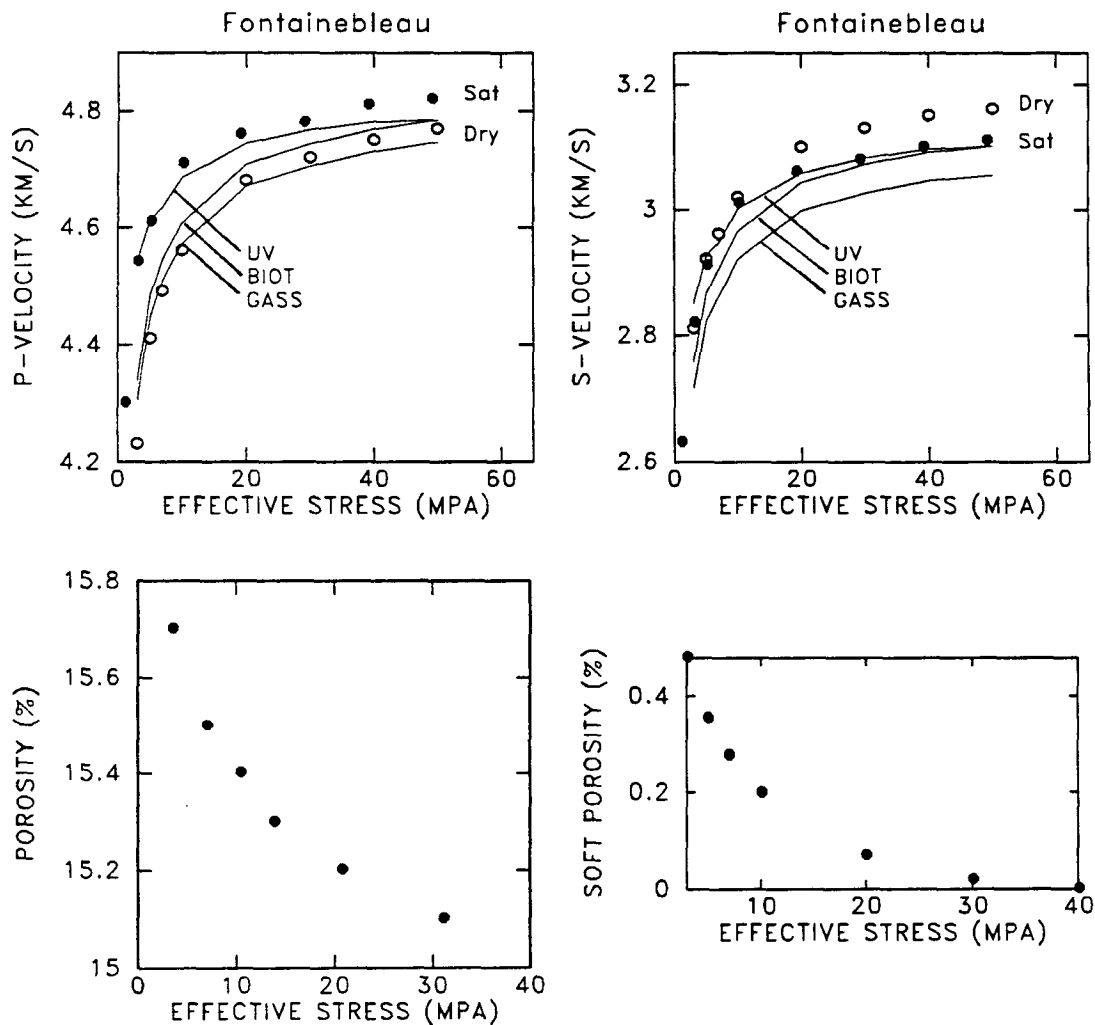 Fontainebleau
P-VELOCITY (KM/S)
4.8
4.6
4.4
4.2
Sat
Dry
UV
BIOT
GASS
0 20 40 60
EFFECTIVE STRESS (MPA)
Fontainebleau
S-VELOCITY (KM/S)
3.2
3
2.8
2.6
Dry
Sat
UV
BIOT
GASS
0 20 40 60
EFFECTIVE STRESS (MPA)
POROSITY (%)
15.8
15.6
15.4
15.2
15
0 10 20 30 40
EFFECTIVE STRESS (MPA)
SOFT POROSITY (%)
0.4
0.2
0
10 20 30 40
EFFECTIVE STRESS (MPA)